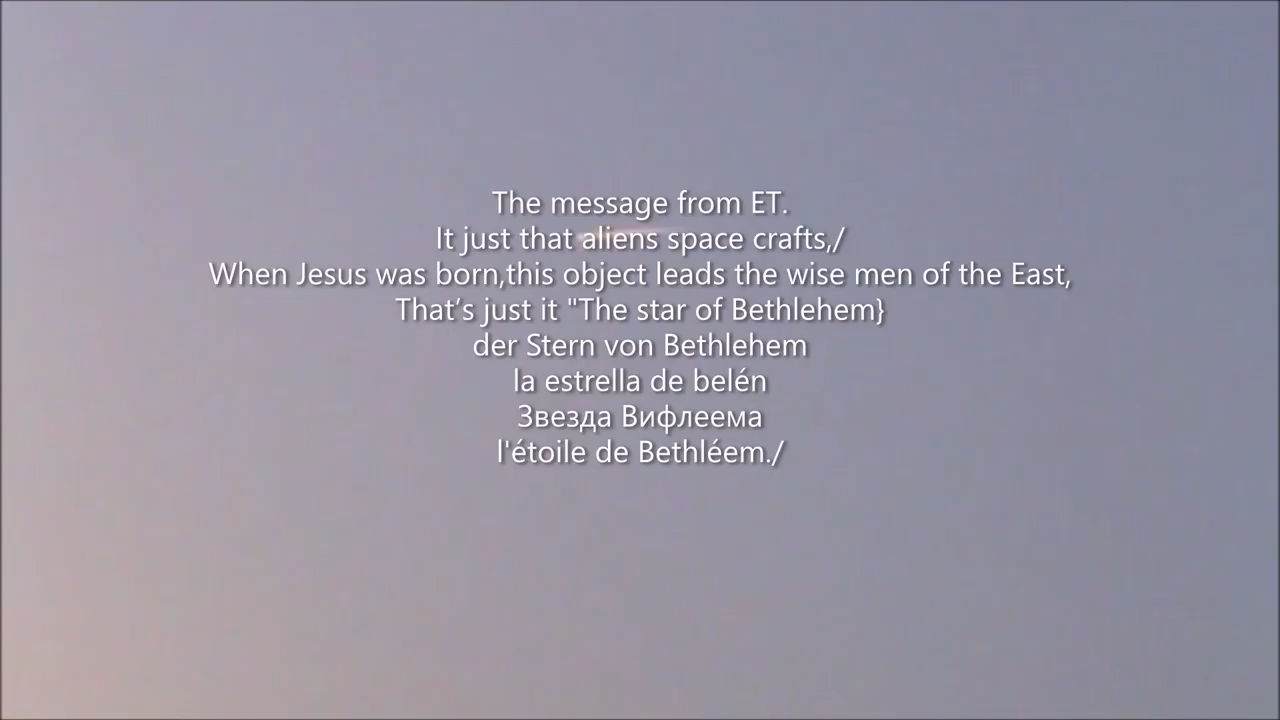 The message from ET.
It just that aliens space crafts,/
When Jesus was born,this object leads the wise men of the East,
That’s just it "The star of Bethlehem}
der Stern von Bethlehem
la estrella de belén
Звезда Вифлеема
l'étoile de Bethléem./